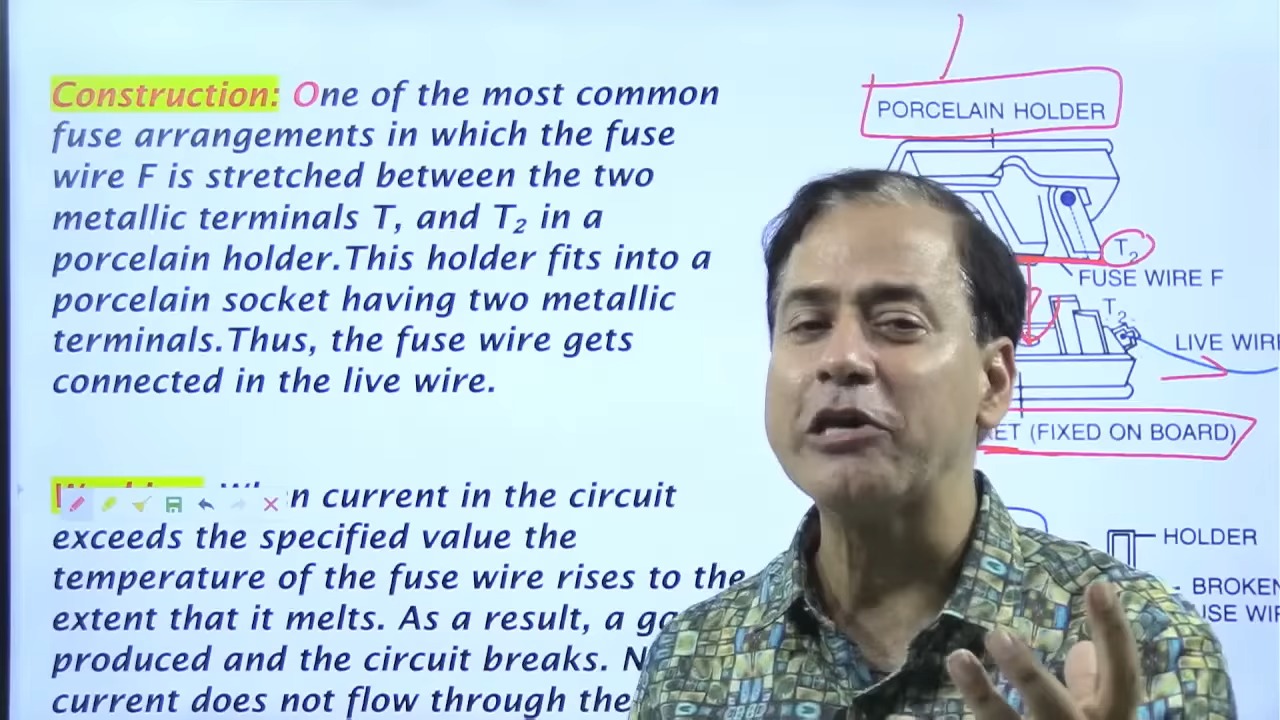 Construction: One of the most common
fuse arrangements in which the fuse
wire F is stretched between the two
metallic terminals T, and T₂ in a
porcelain holder.This holder fits into a
porcelain socket having two metallic
terminals.Thus, the fuse wire gets
connected in the live wire.
n current in the circuit
exceeds the specified value the
temperature of the fuse wire rises to the
extent that it melts. As a result, a
produced and the circuit breaks.
current does not flow through the
PORCELAIN HOLDER
T₂
FUSE WIRE F
T₂
LIVE WIRE
(FIXED ON BOARD)
HOLDER
BROKEN